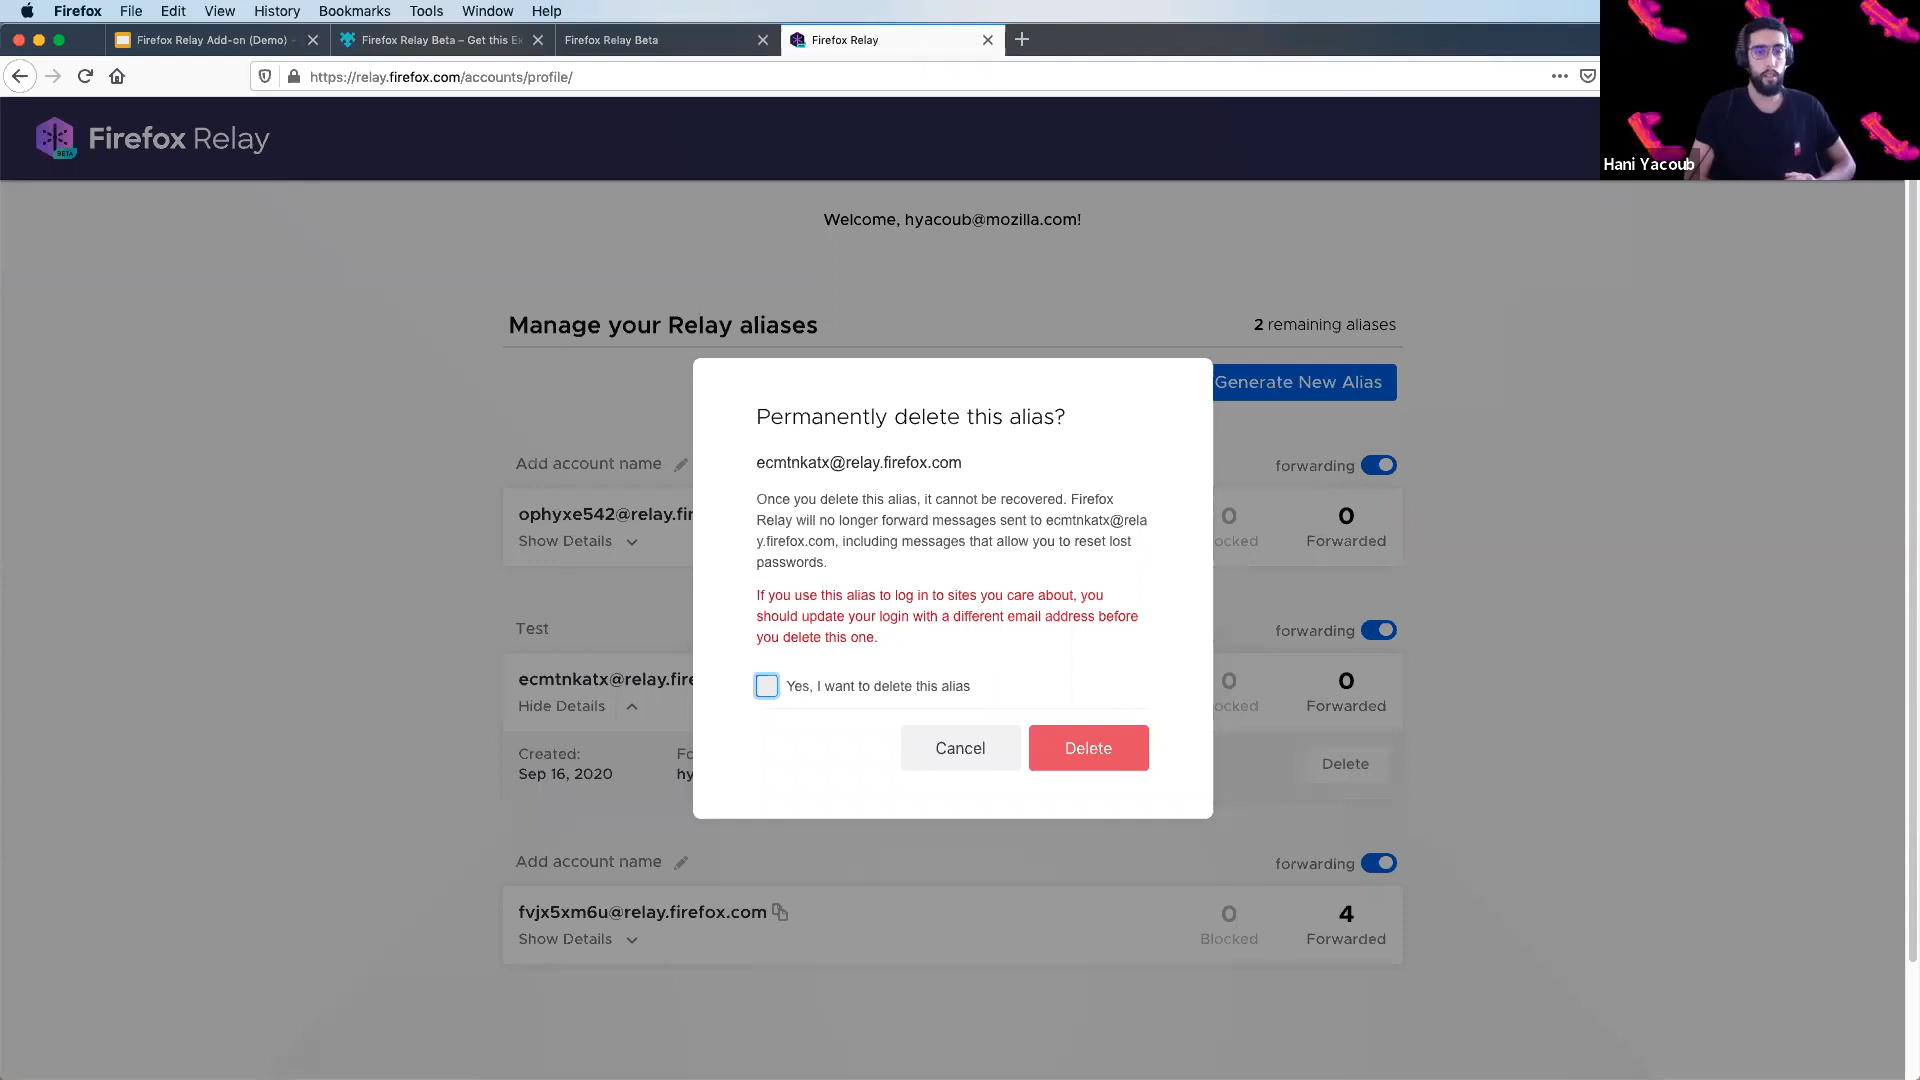 Firefox File Edit View History Bookmarks Tools Window Help
Firefox Relay Add-on (Demo)
Firefox Relay Beta – Get this Ex
Firefox Relay Beta
Firefox Relay
https://relay.firefox.com/accounts/profile/
Hani Yacoub
BETA
Firefox Relay
Welcome, hyacoub@mozilla.com!
Manage your Relay aliases
2 remaining aliases
Generate New Alias
Add account name
forwarding
ophyxe542@relay.fir
Show Details
0
ocked
0
Forwarded
Test
forwarding
ecmtnkatx@relay.fire
Hide Details
0
ocked
0
Forwarded
Created:
Sep 16, 2020
Fo
hy
Delete
Permanently delete this alias?
ecmtnkatx@relay.firefox.com
Once you delete this alias, it cannot be recovered. Firefox
Relay will no longer forward messages sent to ecmtnkatx@rela
y.firefox.com, including messages that allow you to reset lost
passwords.
If you use this alias to log in to sites you care about, you
should update your login with a different email address before
you delete this one.
Yes, I want to delete this alias
Cancel
Delete
Add account name
forwarding
fvjx5xm6u@relay.firefox.com
Show Details
0
Blocked
4
Forwarded